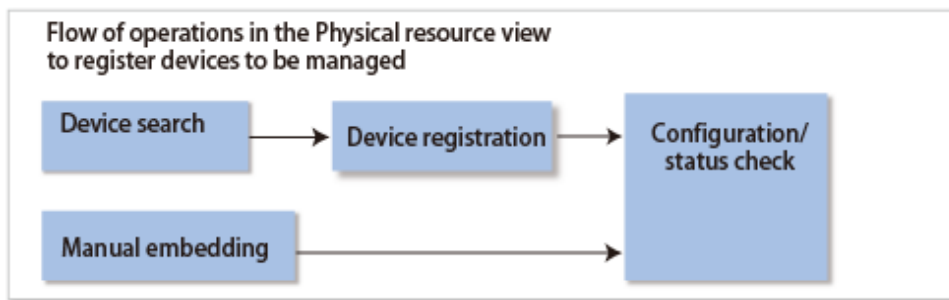 Flow of operations in the Physical resource view
to register devices to be managed
Device search
Device registration
Configuration/
status check
Manual embedding